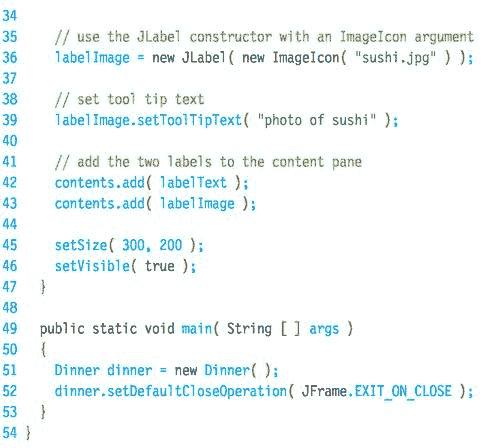 34
35 // use the JLabel constructor with an ImageIcon argument
36 labelImage = new JLabel( new ImageIcon( "sushi.jpg" ) );
37
38 // set tool tip text
39 labelImage.setToolTipText( "photo of sushi" );
40
41 // add the two labels to the content pane
42 contents.add( labelText );
43 contents.add( labelImage );
44
45 setSize( 300, 200 );
46 setVisible( true );
47 }
48
49 public static void main( String [ ] args )
50 {
51 Dinner dinner = new Dinner( );
52 dinner.setDefaultCloseOperation( JFrame.EXIT_ON_CLOSE );
53 }
54 }